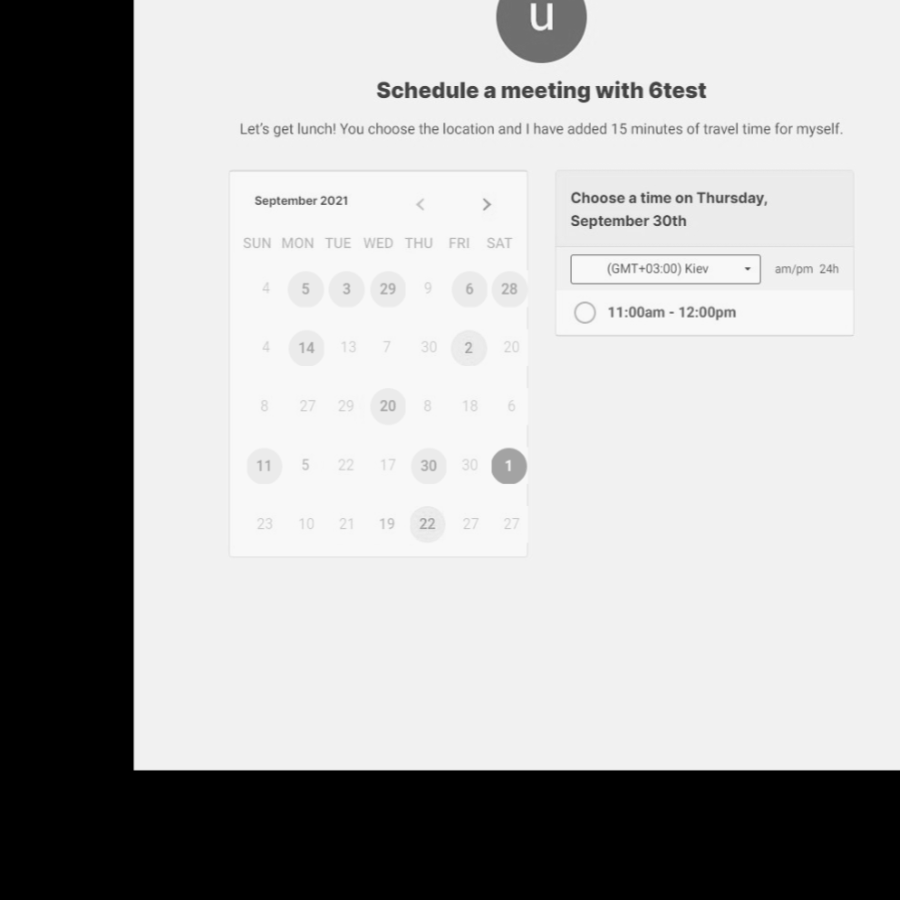 u
Schedule a meeting with 6test
Let's get lunch! You choose the location and I have added 15 minutes of travel time for myself.
September 2021
SUN MON TUE WED THU FRI SAT
4 5 3 29 9 6 28
4 14 13 7 30 2 20
8 27 29 20 8 18 6
11 5 22 17 30 30 1
23 10 21 19 22 27 27
Choose a time on Thursday,
September 30th
(GMT+03:00) Kiev am/pm 24h
11:00am - 12:00pm